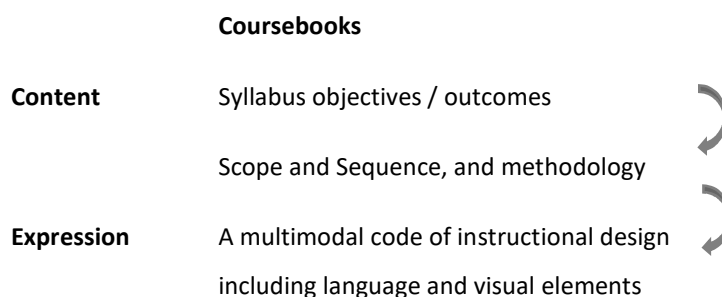 Coursebooks
Content Syllabus objectives / outcomes
Scope and Sequence, and methodology
Expression A multimodal code of instructional design
including language and visual elements